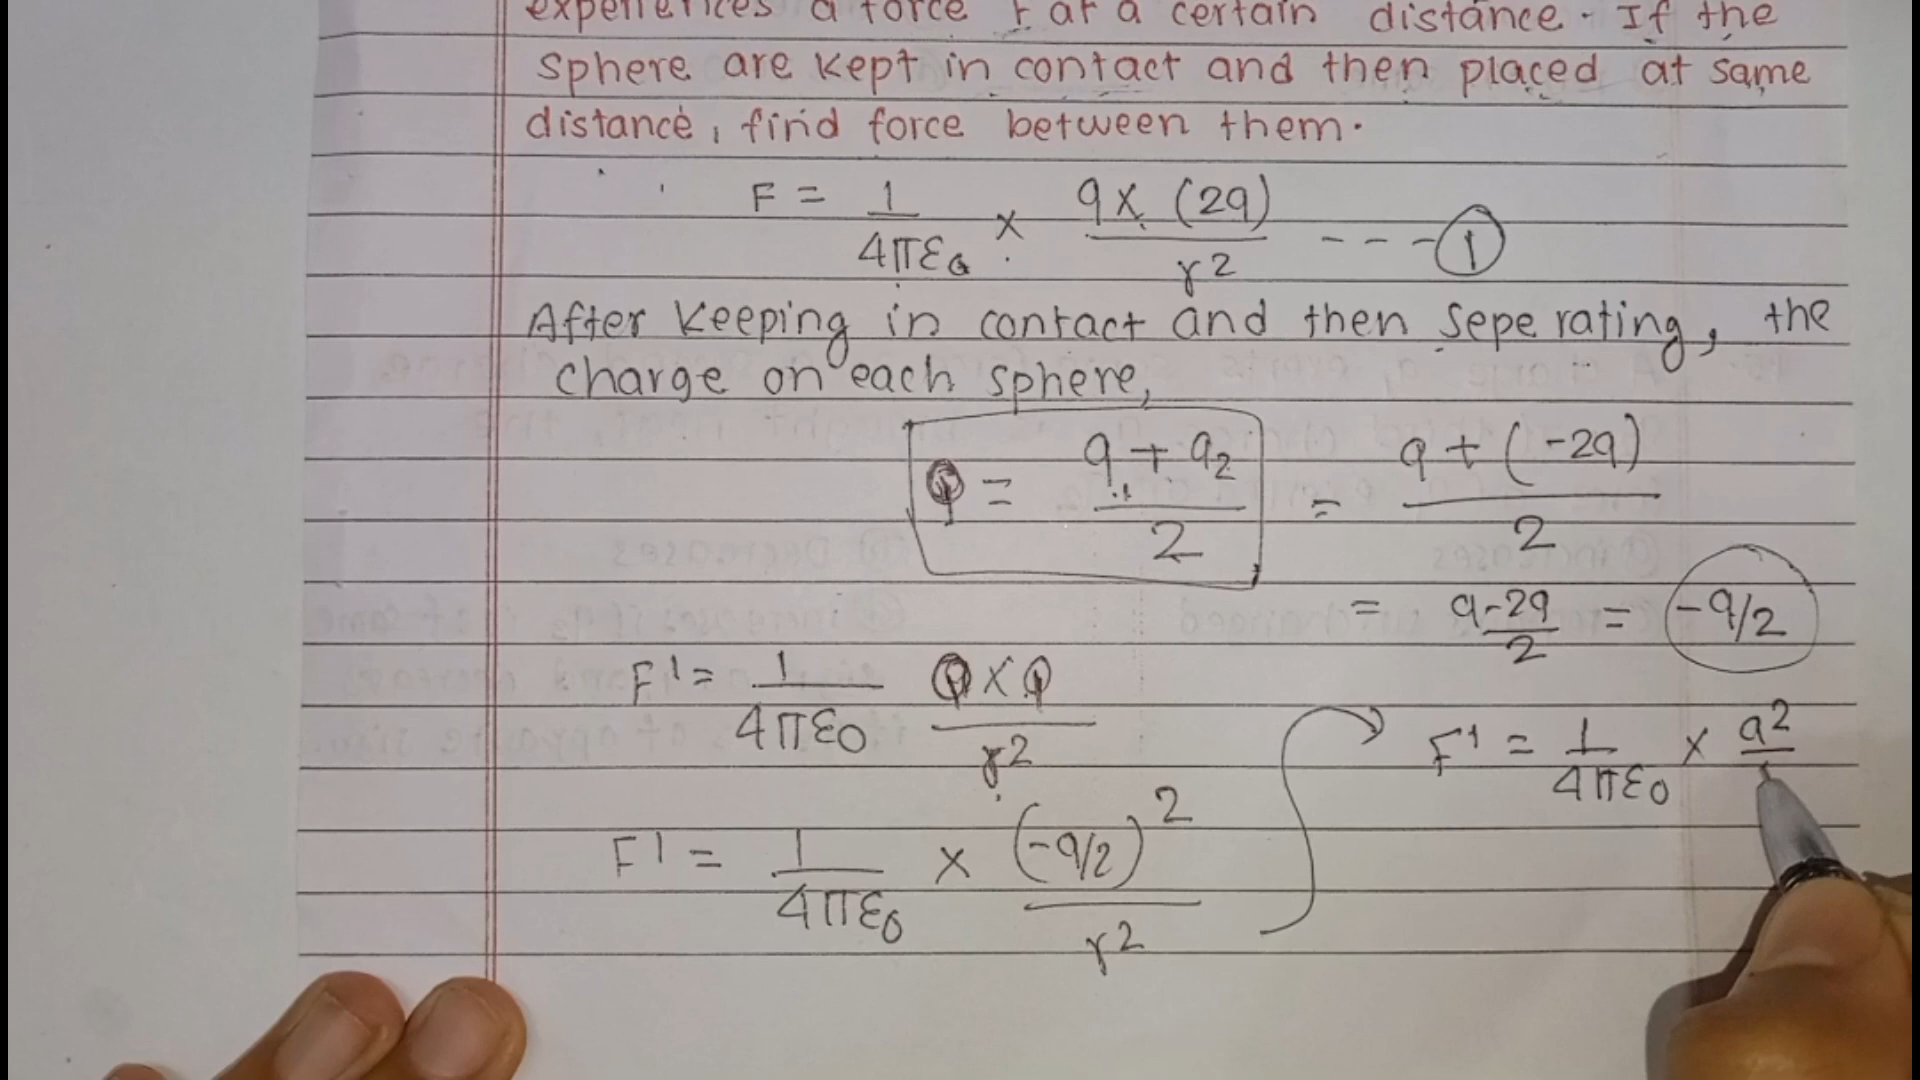 experiences a force F at a certain distance. If the
sphere are kept in contact and then placed at same
distance, find force between them.
F = 1/4πε₀ × q × (2q)/r² ---- ①
After keeping in contact and then seperating, the
charge on each sphere,
Q = q₁ + q₂/2 = q + (-2q)/2
= q-2q/2 = -q/2
F' = 1/4πε₀ Q × Q/r²
F' = 1/4πε₀ × (-q/2)²/r²
F' = 1/4πε₀ × q²